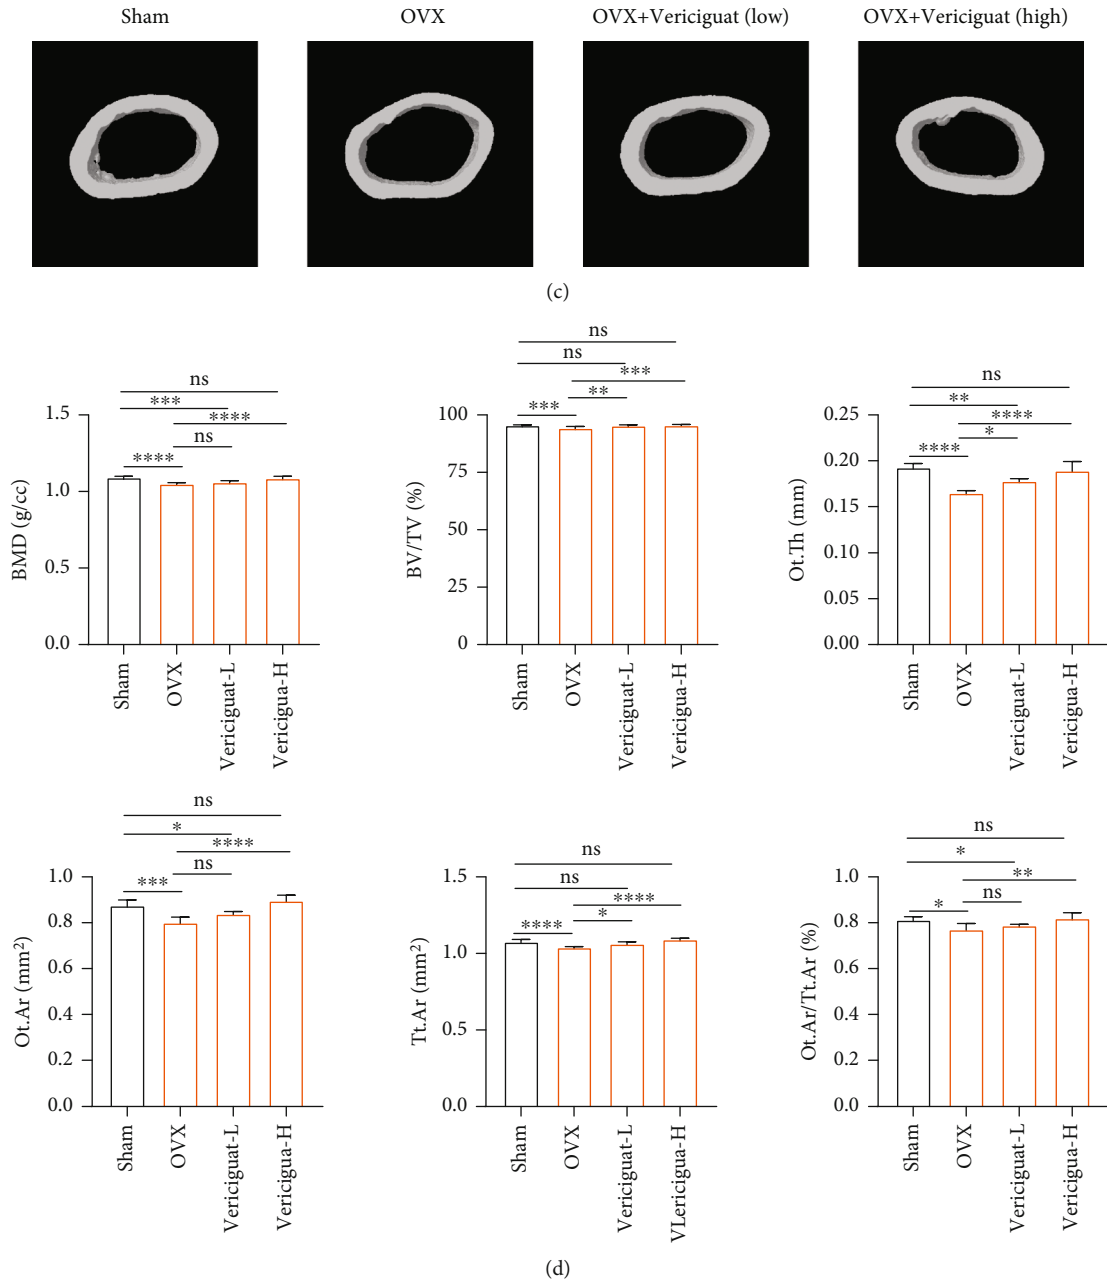 Sham
OVX
OVX+Vericiguat (low)
OVX+Vericiguat (high)
(c)
ns
***
****
ns
****
1.5
1.0
0.5
0.0
BMD (g/cc)
Sham
OVX
Vericiguat-L
Vericigua-H
ns
ns
***
**
***
100
75
50
25
0
BV/TV (%)
Sham
OVX
Vericiguat-L
Vericigua-H
ns
**
****
*
****
0.20
0.15
0.10
0.05
0.00
Ot.Th (mm)
Sham
OVX
Vericiguat-L
Vericigua-H
ns
*
****
ns
***
1.0
0.8
0.6
0.4
0.2
0.0
Ot.Ar (mm²)
Sham
OVX
Vericiguat-L
Vericigua-H
ns
ns
****
*
****
1.5
1.0
0.5
0.0
Tt.Ar (mm²)
Sham
OVX
Vericiguat-L
VLericigua-H
ns
*
**
ns
*
1.0
0.8
0.6
0.4
0.2
0.0
Ot.Ar/Tt.Ar (%)
Sham
OVX
Vericiguat-L
Vericigua-H
(d)